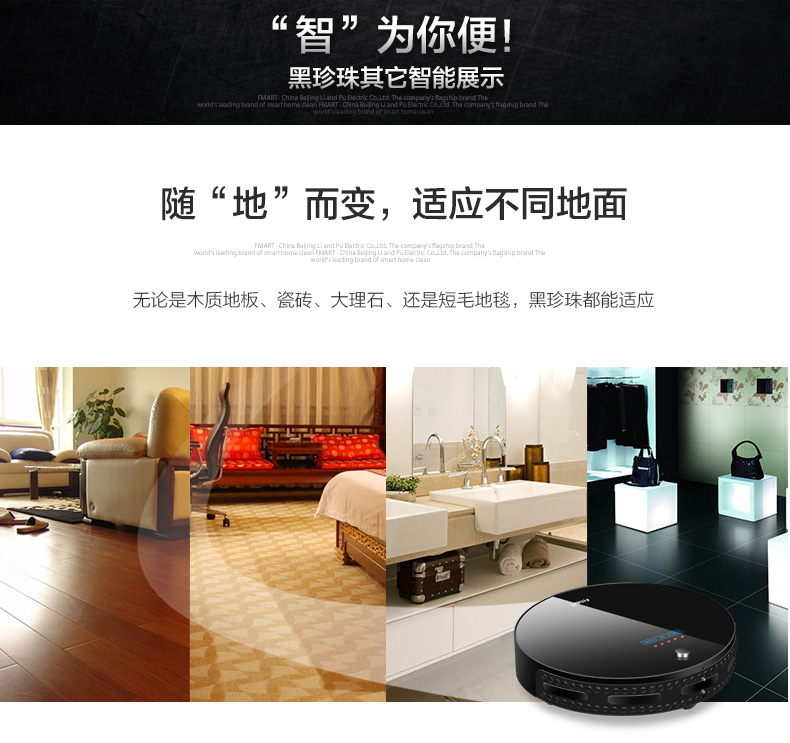 “智”为你便!
黑珍珠其它智能展示
FMART - China Beijing Li and Pu Electric Co.,Ltd. The company's flagship brand The
world's leading brand of smart home clean FMART - China Beijing Li and Pu Electric Co.,Ltd. The company's flagship brand The
world's leading brand of smart home clean
随“地”而变，适应不同地面
FMART - China Beijing Li and Pu Electric Co.,Ltd. The company's flagship brand The
world's leading brand of smart home clean FMART - China Beijing Li and Pu Electric Co.,Ltd. The company's flagship brand The
world's leading brand of smart home clean
无论是木质地板、瓷砖、大理石、还是短毛地毯，黑珍珠都能适应